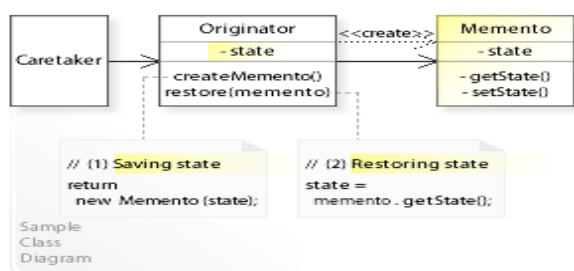 Caretaker
Originator
- state
createMemento()
restore(memento)
<<create>>
Memento
- state
- getState()
- setState()
// (1) Saving state
return
new Memento (state);
// (2) Restoring state
state =
memento . getState();
Sample
Class
Diagram